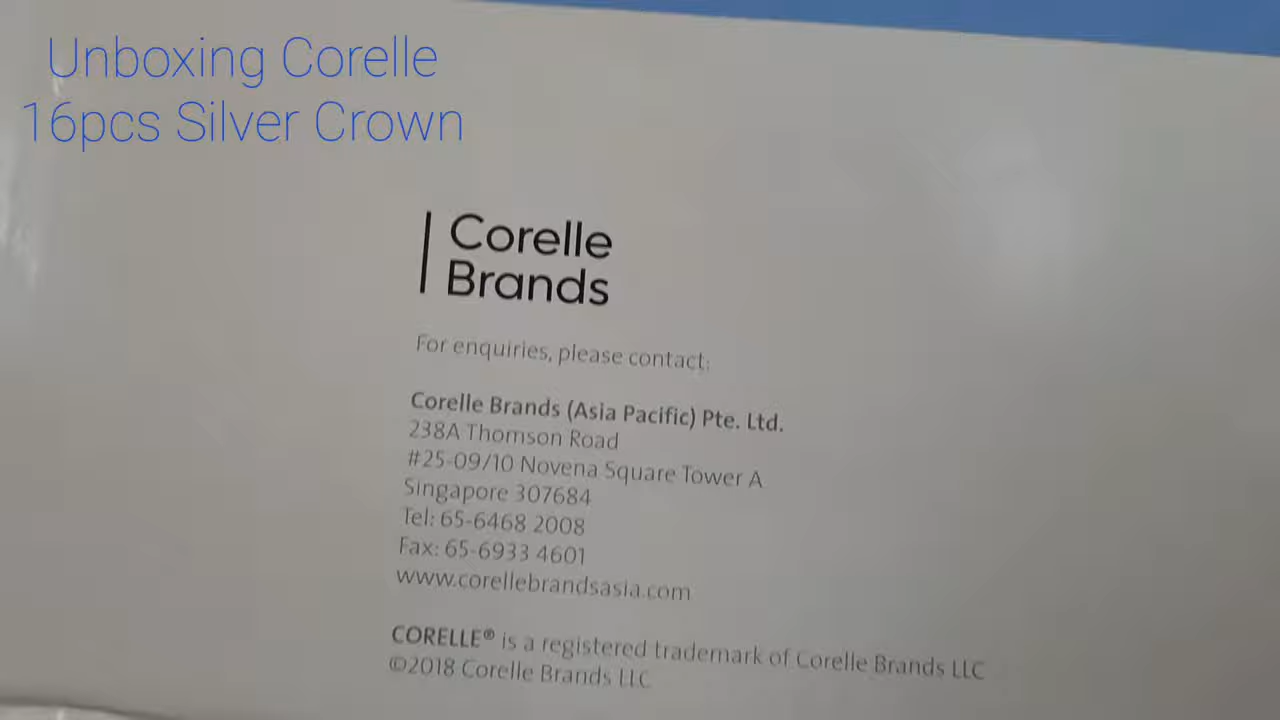 Unboxing Corelle
16pcs Silver Crown
Corelle
Brands
For enquiries, please contact:
Corelle Brands (Asia Pacific) Pte. Ltd.
238A Thomson Road
#25-09/10 Novena Square Tower A
Singapore 307684
Tel: 65-6468 2008
Fax: 65-6933 4601
www.corellebrandsasia.com
CORELLE® is a registered trademark of Corelle Brands LLC
©2018 Corelle Brands LLC